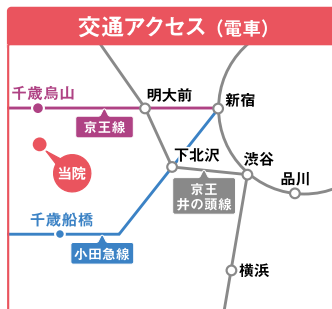 交通アクセス（電車）
千歳烏山
明大前
新宿
京王線
当院
下北沢
渋谷
品川
京王
井の頭線
千歳船橋
小田急線
横浜